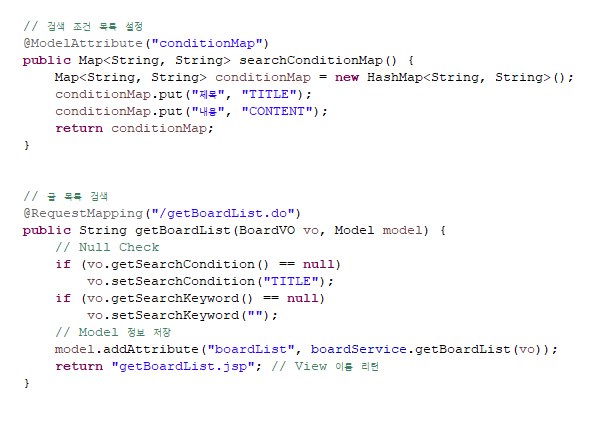 // 검색 조건 목록 설정
@ModelAttribute("conditionMap")
public Map<String, String> searchConditionMap() {
    Map<String, String> conditionMap = new HashMap<String, String>();
    conditionMap.put("제목", "TITLE");
    conditionMap.put("내용", "CONTENT");
    return conditionMap;
}
// 글 목록 검색
@RequestMapping("/getBoardList.do")
public String getBoardList(BoardVO vo, Model model) {
    // Null Check
    if (vo.getSearchCondition() == null)
        vo.setSearchCondition("TITLE");
    if (vo.getSearchKeyword() == null)
        vo.setSearchKeyword("");
    // Model 정보 저장
    model.addAttribute("boardList", boardService.getBoardList(vo));
    return "getBoardList.jsp"; // View 이름 리턴
}